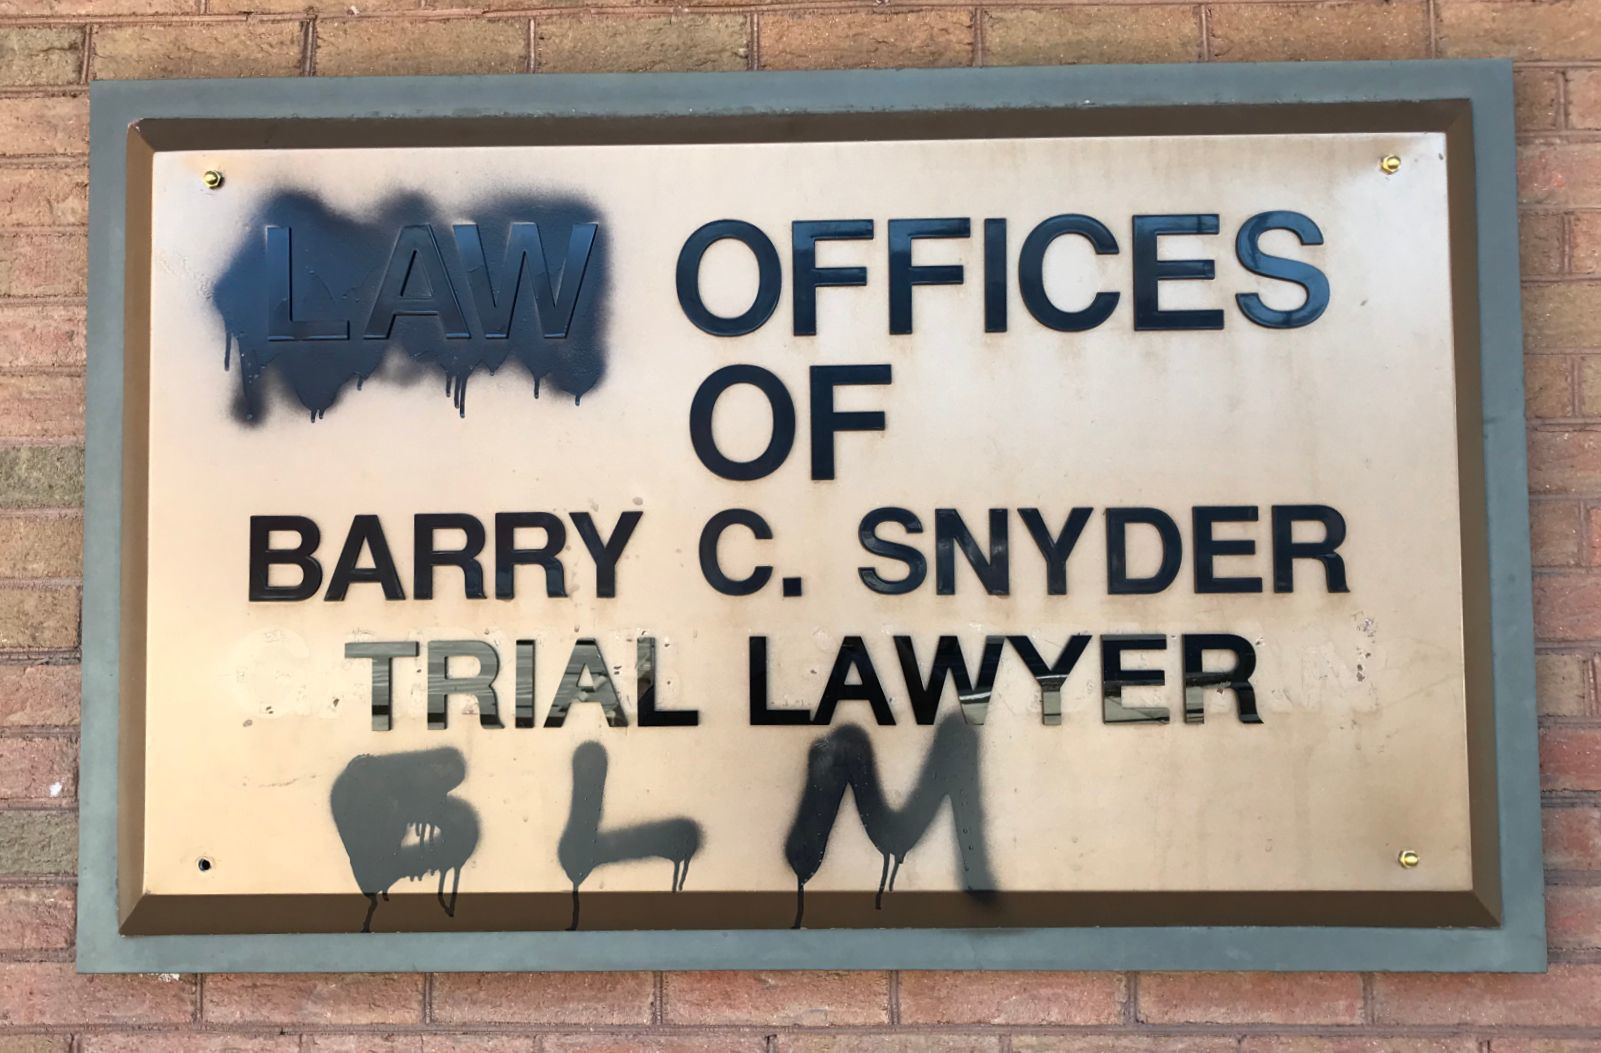 LAW OFFICES
OF
BARRY C. SNYDER
TRIAL LAWYER
BLM